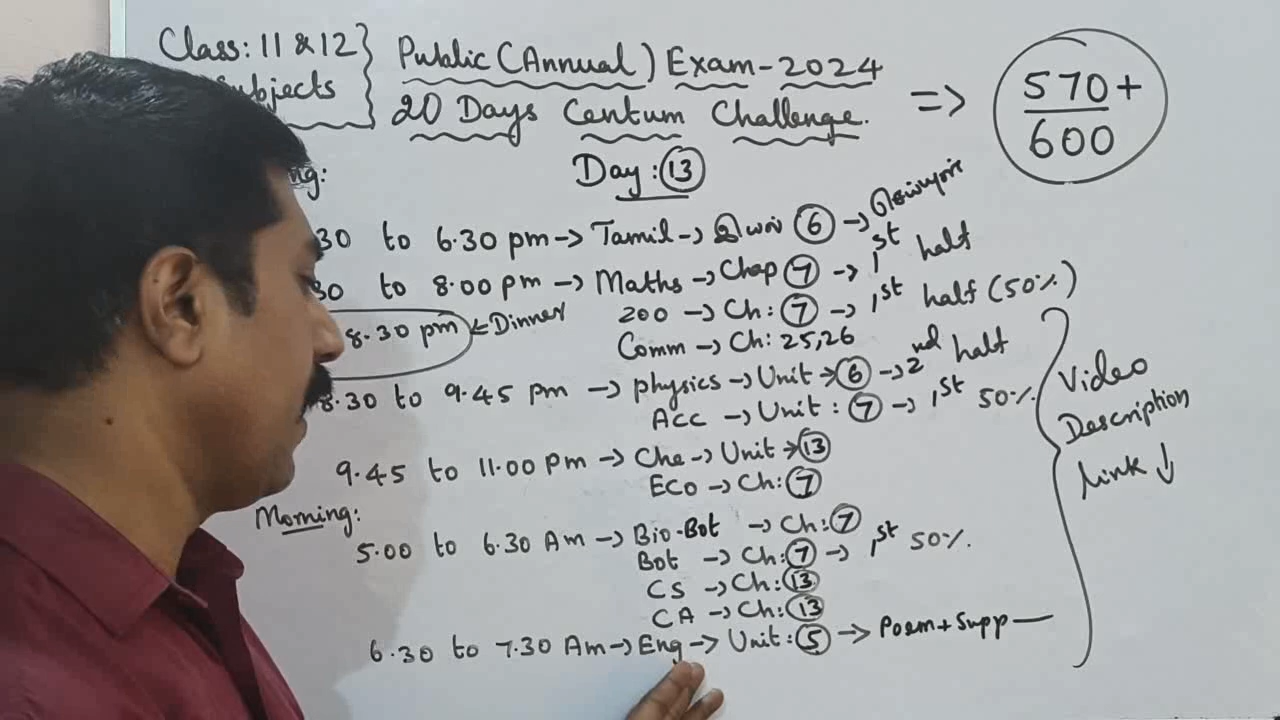 Class: 11 & 12 }
Subjects
Public (Annual) Exam - 2024
20 Days Centum Challenge.
=> 570+
600
Day: 13
ng:
30 to 6.30 pm -> Tamil -> இயல் 6 -> செய்யுள்
30 to 8.00 pm -> Maths -> Chap 7 -> 1st half
8.30 pm <= Dinner
zoo -> Ch: 7 -> 1st half (50%)
Comm -> Ch: 25,26
8.30 to 9.45 pm -> physics -> Unit -> 6 -> 2nd half
Acc -> Unit: 7 -> 1st 50%
9.45 to 11.00 Pm -> Che -> Unit -> 13
ECO -> Ch: 7
Morning:
5.00 to 6.30 Am -> Bio-Bot -> Ch: 7
Bot -> Ch: 7 -> 1st 50%.
CS -> Ch: 13
CA -> Ch: 13
6.30 to 7.30 Am -> Eng -> Unit: 5 -> Poem + Supp —
Video
Description
link ↓